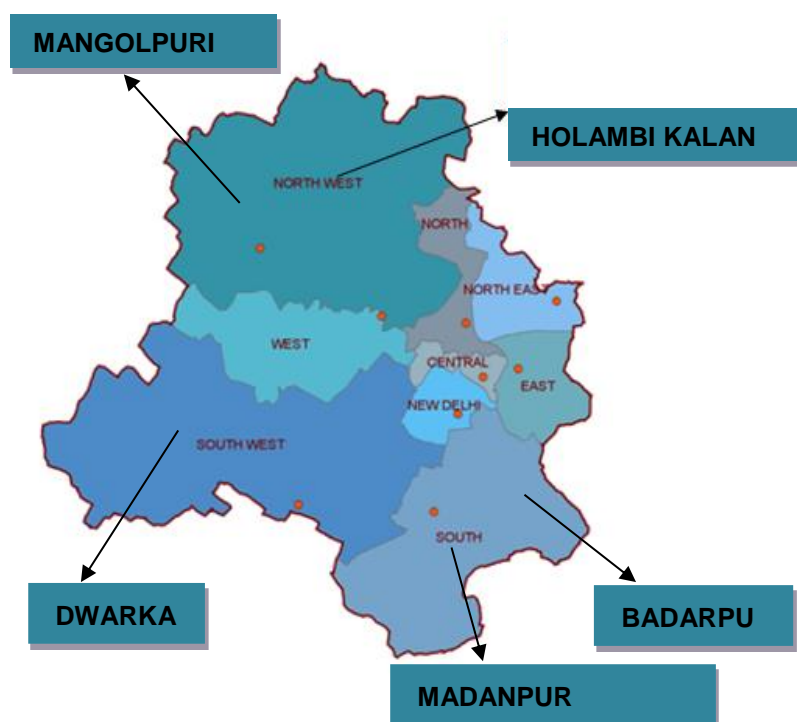 MANGOLPURI
HOLAMBI KALAN
NORTH WEST
NORTH
NORTH EAST
WEST
CENTRAL
EAST
NEW DELHI
SOUTH WEST
SOUTH
DWARKA
BADARPU
MADANPUR